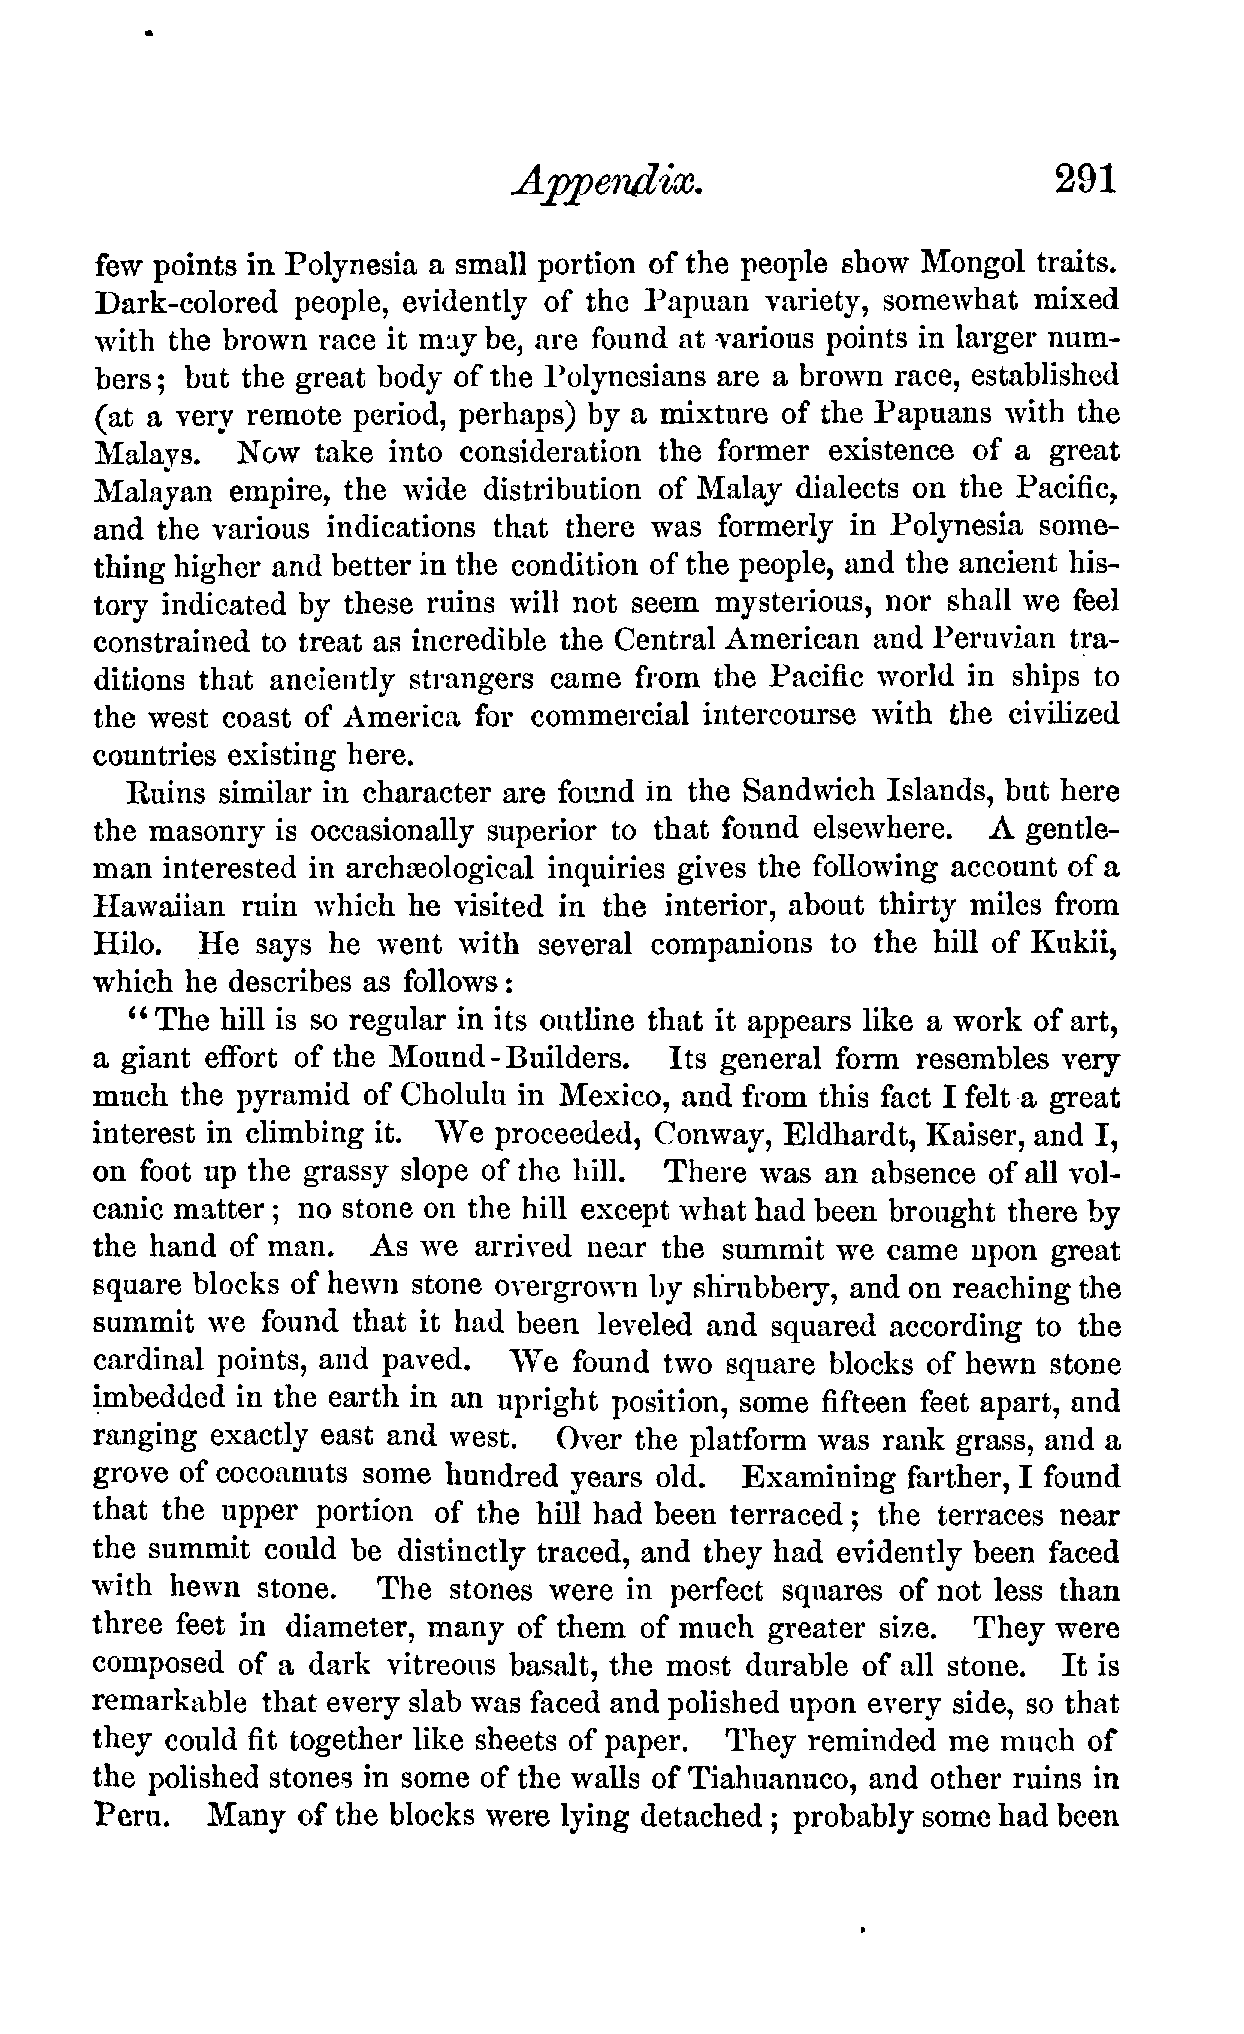 Appendix. 291
few points in Polynesia a small portion of the people show Mongol traits.
Dark-colored people, evidently of the Papuan variety, somewhat mixed
with the brown race it may be, are found at various points in larger num-
bers; but the great body of the Polynesians are a brown race, established
(at a very remote period, perhaps) by a mixture of the Papuans with the
Malays. Now take into consideration the former existence of a great
Malayan empire, the wide distribution of Malay dialects on the Pacific,
and the various indications that there was formerly in Polynesia some-
thing higher and better in the condition of the people, and the ancient his-
tory indicated by these ruins will not seem mysterious, nor shall we feel
constrained to treat as incredible the Central American and Peruvian tra-
ditions that anciently strangers came from the Pacific world in ships to
the west coast of America for commercial intercourse with the civilized
countries existing here.
Ruins similar in character are found in the Sandwich Islands, but here
the masonry is occasionally superior to that found elsewhere. A gentle-
man interested in archæological inquiries gives the following account of a
Hawaiian ruin which he visited in the interior, about thirty miles from
Hilo. He says he went with several companions to the hill of Kukii,
which he describes as follows:
"The hill is so regular in its outline that it appears like a work of art,
a giant effort of the Mound-Builders. Its general form resembles very
much the pyramid of Cholulu in Mexico, and from this fact I felt a great
interest in climbing it. We proceeded, Conway, Eldhardt, Kaiser, and I,
on foot up the grassy slope of the hill. There was an absence of all vol-
canic matter; no stone on the hill except what had been brought there by
the hand of man. As we arrived near the summit we came upon great
square blocks of hewn stone overgrown by shrubbery, and on reaching the
summit we found that it had been leveled and squared according to the
cardinal points, and paved. We found two square blocks of hewn stone
imbedded in the earth in an upright position, some fifteen feet apart, and
ranging exactly east and west. Over the platform was rank grass, and a
grove of cocoanuts some hundred years old. Examining farther, I found
that the upper portion of the hill had been terraced; the terraces near
the summit could be distinctly traced, and they had evidently been faced
with hewn stone. The stones were in perfect squares of not less than
three feet in diameter, many of them of much greater size. They were
composed of a dark vitreous basalt, the most durable of all stone. It is
remarkable that every slab was faced and polished upon every side, so that
they could fit together like sheets of paper. They reminded me much of
the polished stones in some of the walls of Tiahuanuco, and other ruins in
Peru. Many of the blocks were lying detached; probably some had been